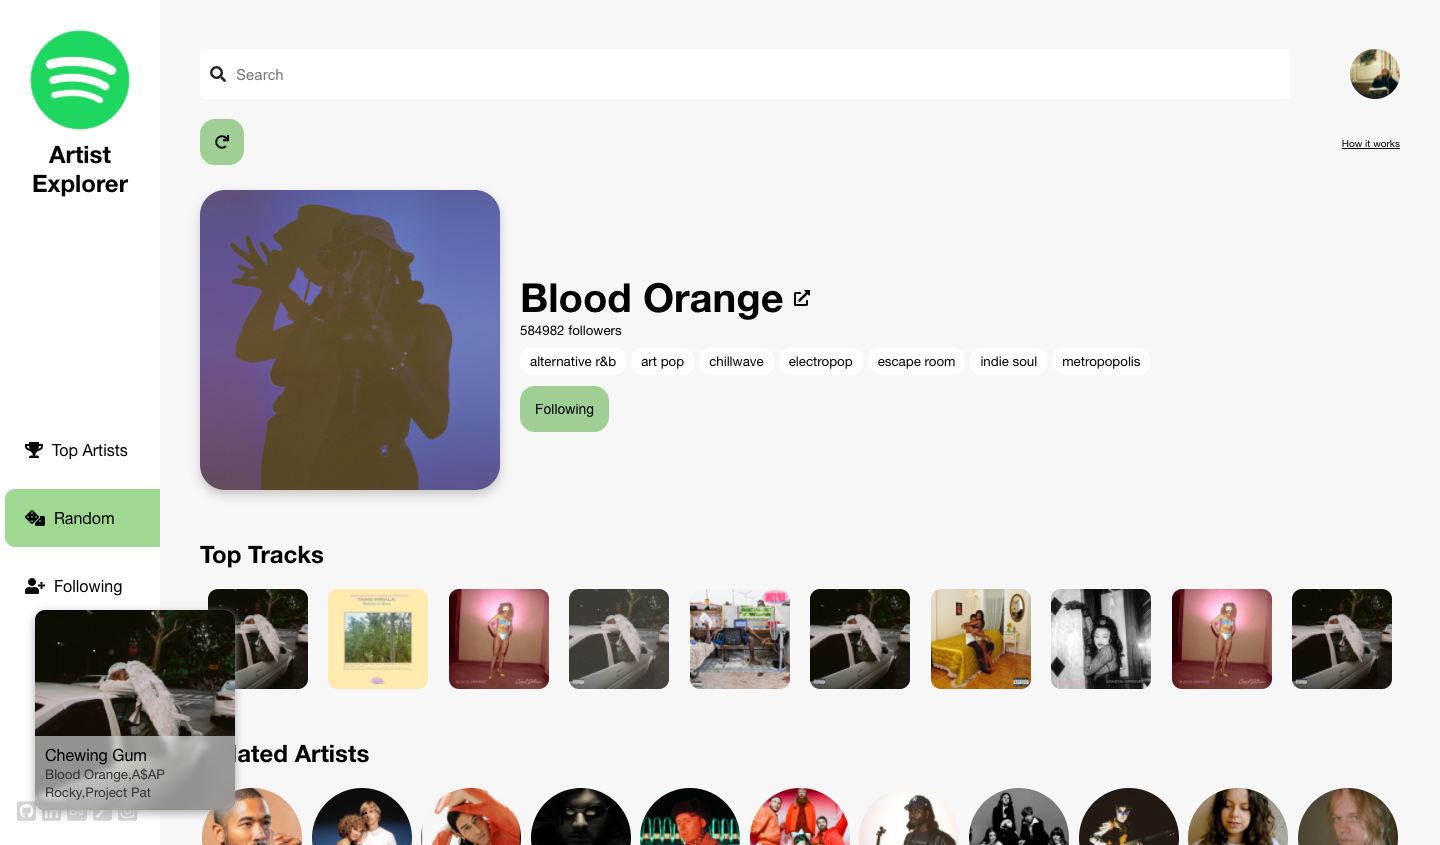 Artist
Explorer
Search
How it works
Blood Orange
584982 followers
alternative r&b art pop chillwave electropop escape room indie soul metropopolis
Following
Top Artists
Random
Following
Top Tracks
Chewing Gum
Blood Orange,A$AP
Rocky,Project Pat
lated Artists